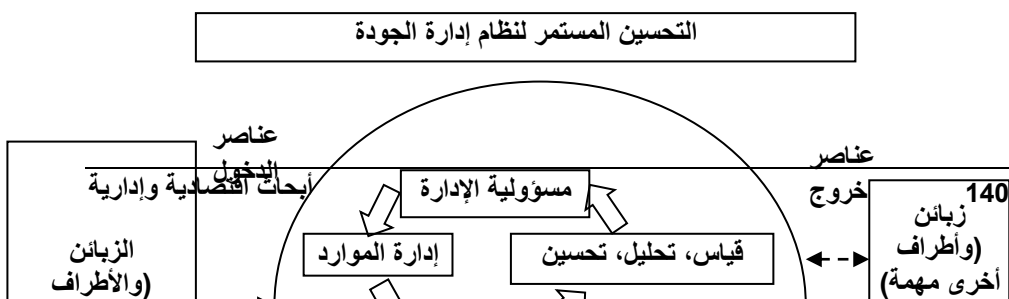 التحسين المستمر لنظام إدارة الجودة
عناصر
الدخول
عناصر
خروج
أبحاث اقتصادية وإدارية
140
مسؤولية الإدارة
إدارة الموارد
قياس، تحليل، تحسين
زبائن
(وأطراف
أخرى مهمة)
الزبائن
(والأطراف